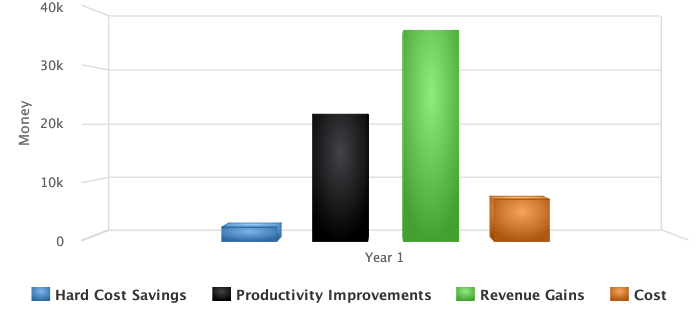 40k
30k
Money
20k
10k
0
Year 1
Hard Cost Savings Productivity Improvements Revenue Gains Cost